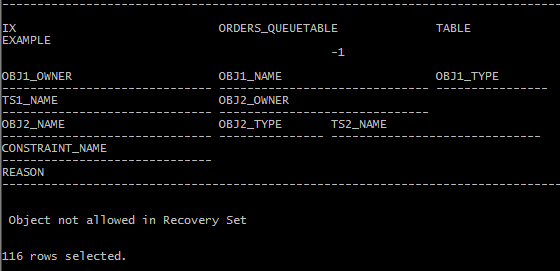 --------------------------------------------------------------------------------
IX                             ORDERS_QUEUETABLE              TABLE
EXAMPLE
                                               -1

OBJ1_OWNER                     OBJ1_NAME                      OBJ1_TYPE
------------------------------ ------------------------------ ----------------
TS1_NAME                       OBJ2_OWNER
------------------------------ ------------------------------
OBJ2_NAME                      OBJ2_TYPE       TS2_NAME
------------------------------ --------------- ------------------------------
CONSTRAINT_NAME
------------------------------
REASON
--------------------------------------------------------------------------------

 Object not allowed in Recovery Set

116 rows selected.